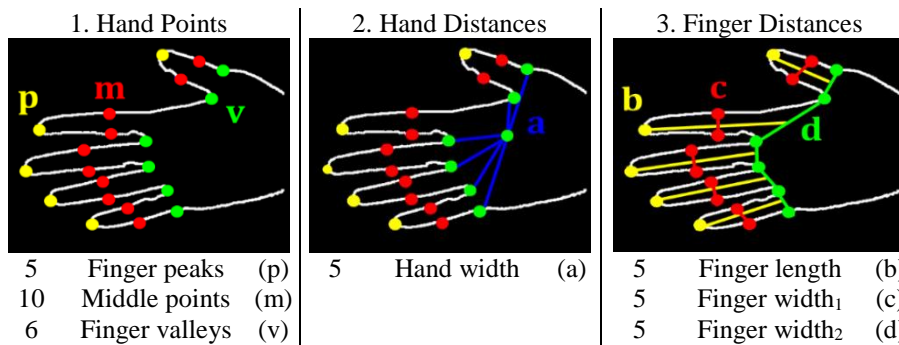 1. Hand Points
p
m
v
5 Finger peaks (p)
10 Middle points (m)
6 Finger valleys (v)
2. Hand Distances
a
5 Hand width (a)
3. Finger Distances
b
c
d
5 Finger length (b)
5 Finger width₁ (c)
5 Finger width₂ (d)